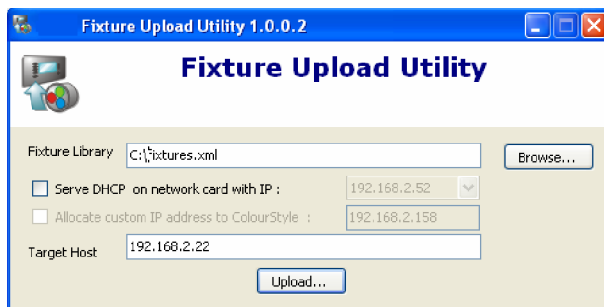 Fixture Upload Utility 1.0.0.2
Fixture Upload Utility
Fixture Library C:\fixtures.xml Browse...
Serve DHCP on network card with IP : 192.168.2.52
Allocate custom IP address to ColourStyle : 192.168.2.158
Target Host 192.168.2.22
Upload...